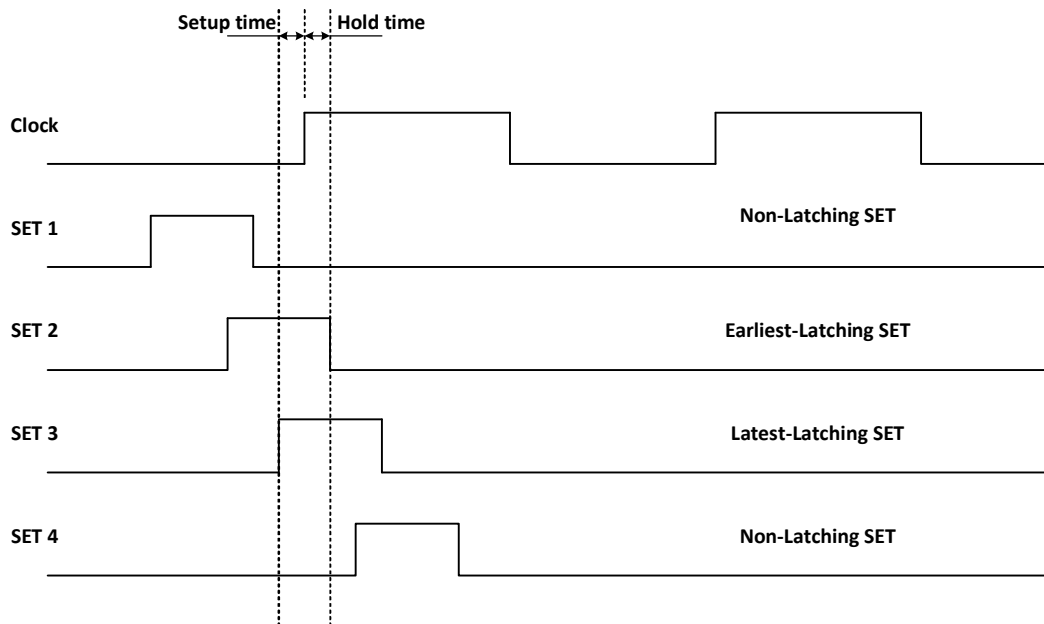 Setup time Hold time
Clock
SET 1 Non-Latching SET
SET 2 Earliest-Latching SET
SET 3 Latest-Latching SET
SET 4 Non-Latching SET